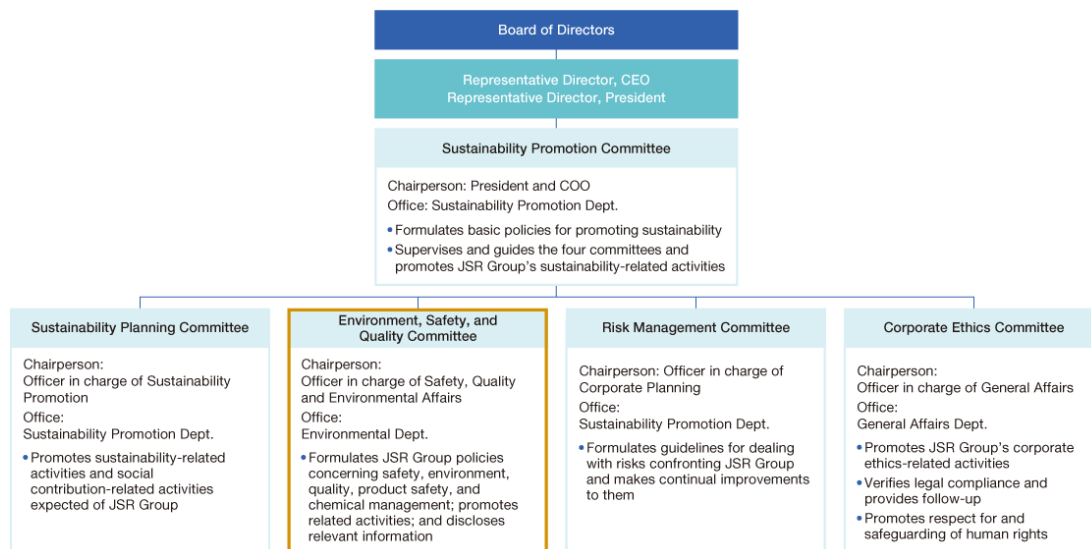 Board of Directors
Representative Director, CEO
Representative Director, President
Sustainability Promotion Committee
Chairperson: President and COO
Office: Sustainability Promotion Dept.
• Formulates basic policies for promoting sustainability
• Supervises and guides the four committees and
promotes JSR Group's sustainability-related activities
Sustainability Planning Committee
Chairperson:
Officer in charge of Sustainability
Promotion
Office:
Sustainability Promotion Dept.
• Promotes sustainability-related
activities and social
contribution-related activities
expected of JSR Group
Environment, Safety, and
Quality Committee
Chairperson:
Officer in charge of Safety, Quality
and Environmental Affairs
Office:
Environmental Dept.
• Formulates JSR Group policies
concerning safety, environment,
quality, product safety, and
chemical management; promotes
related activities; and discloses
relevant information
Risk Management Committee
Chairperson: Officer in charge of
Corporate Planning
Office:
Sustainability Promotion Dept.
• Formulates guidelines for dealing
with risks confronting JSR Group
and makes continual improvements
to them
Corporate Ethics Committee
Chairperson:
Officer in charge of General Affairs
Office:
General Affairs Dept.
• Promotes JSR Group's corporate
ethics-related activities
• Verifies legal compliance and
provides follow-up
• Promotes respect for and
safeguarding of human rights